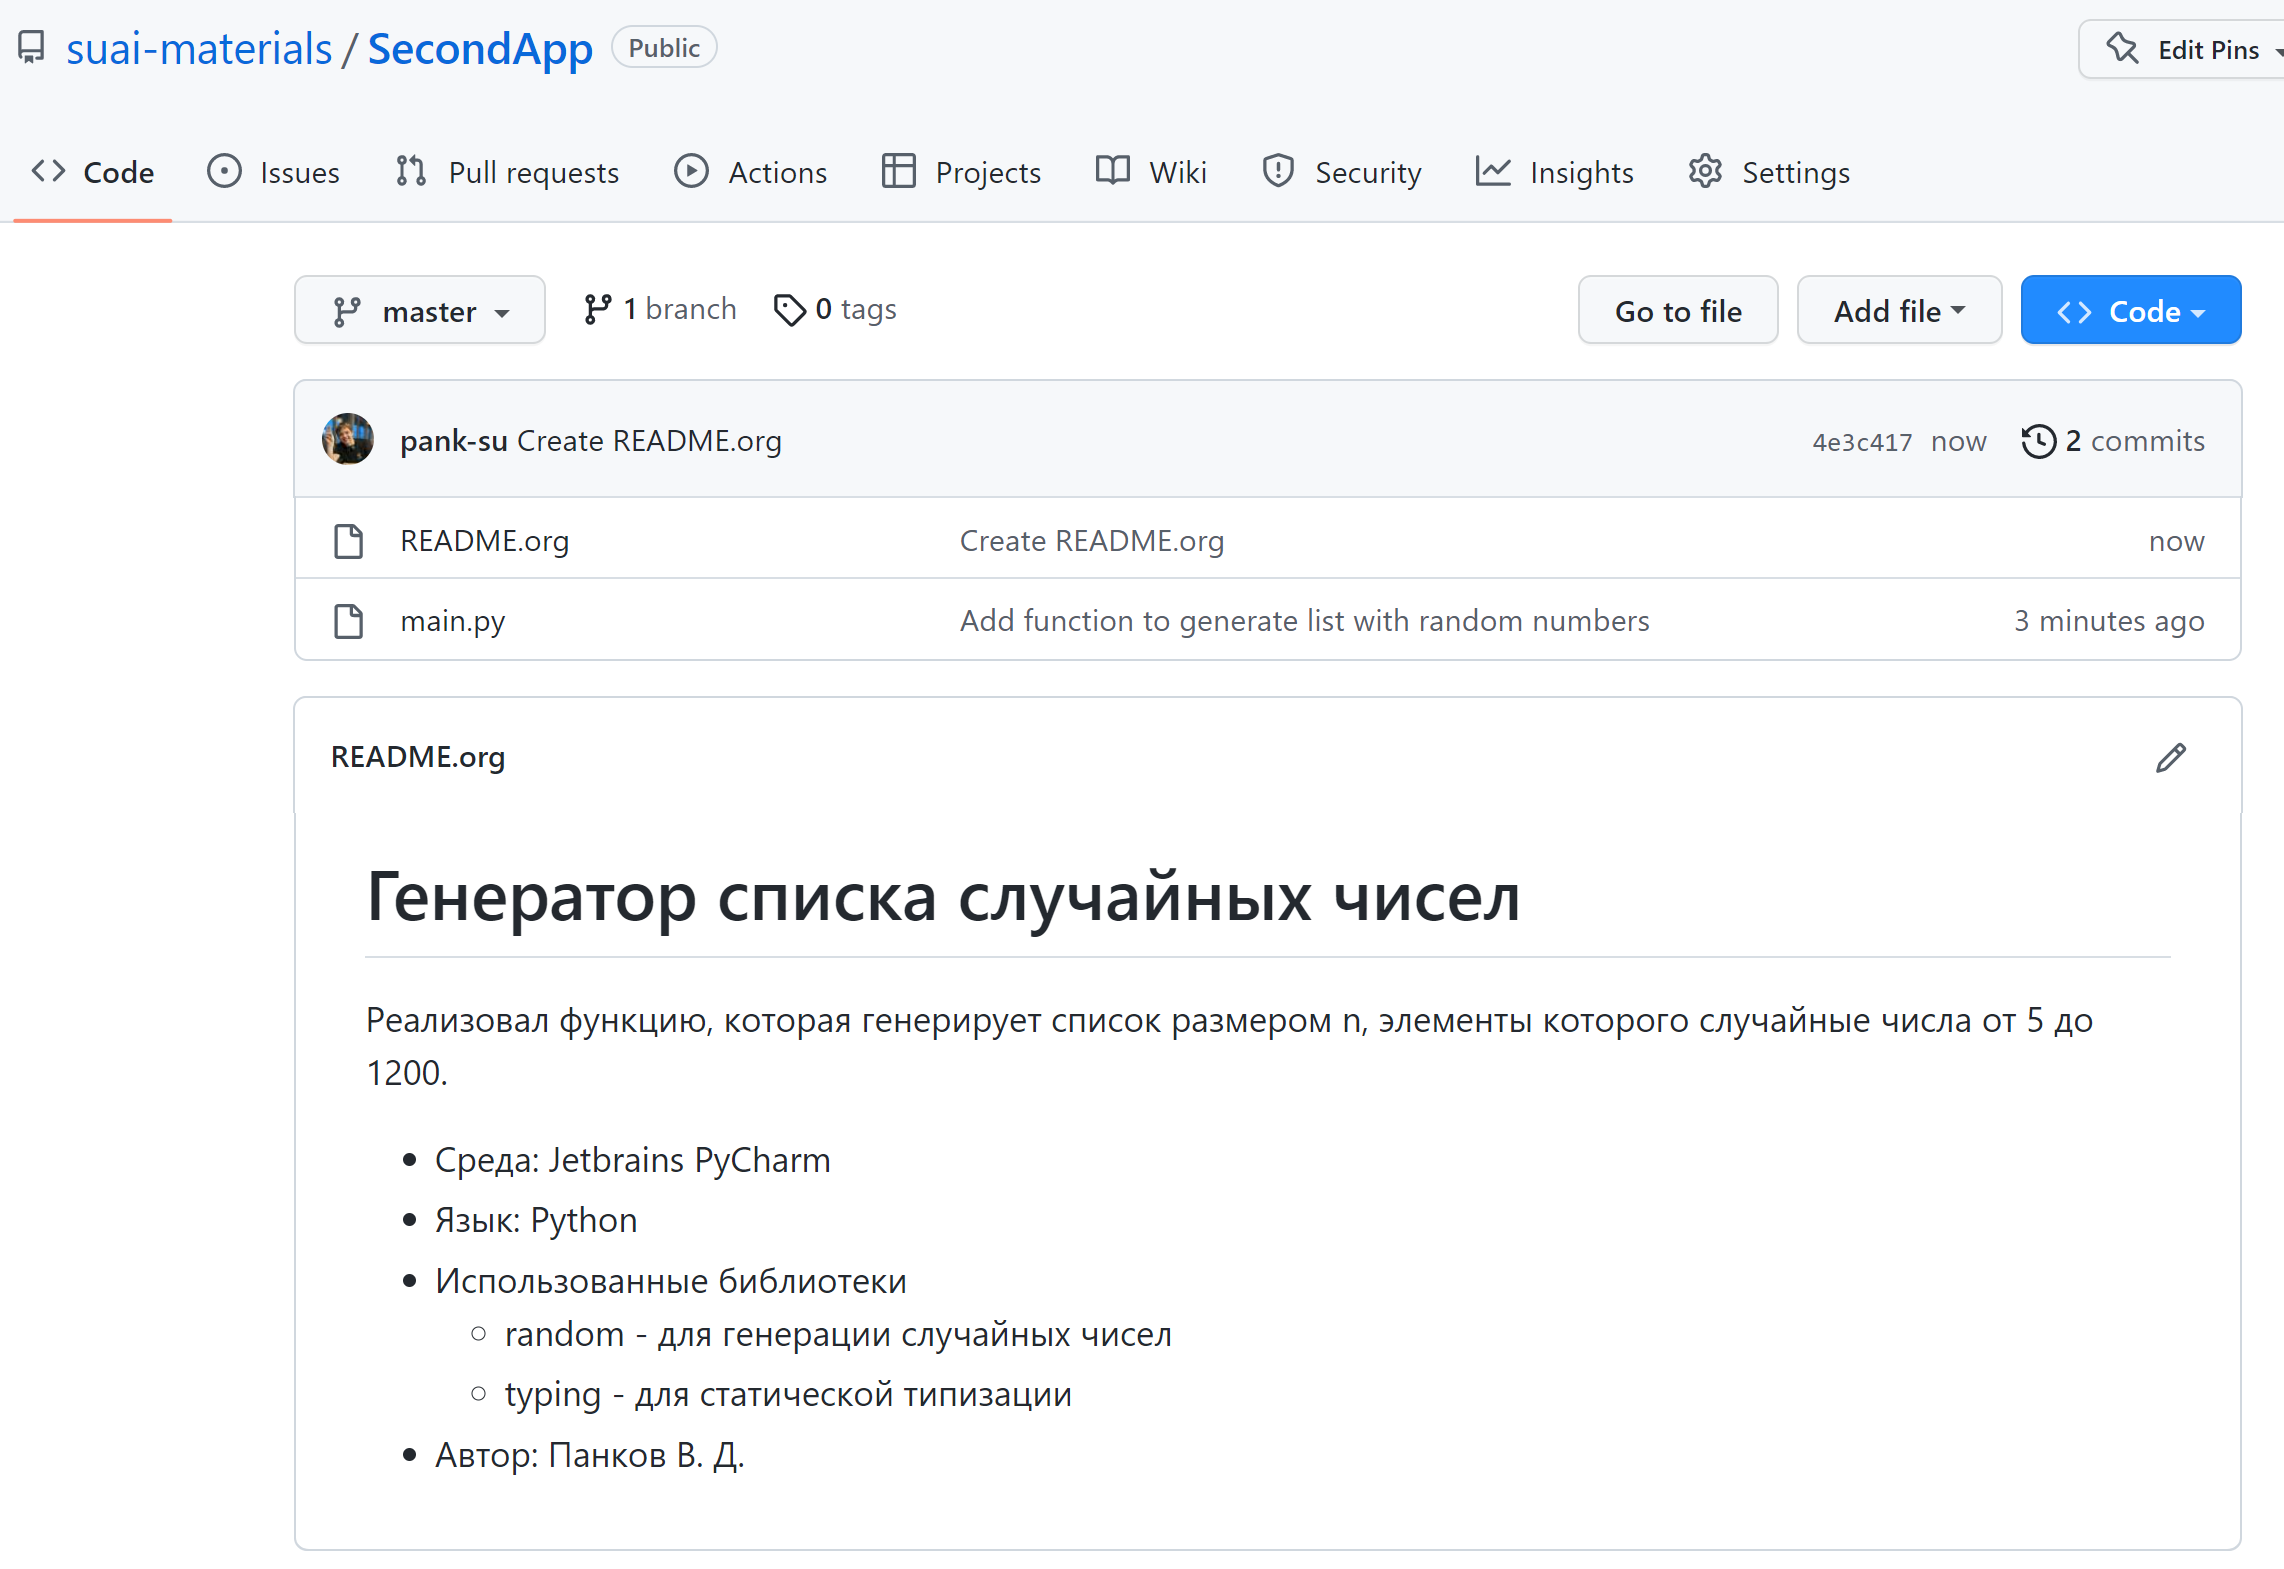 suai-materials / SecondApp Public Edit Pins
Code Issues Pull requests Actions Projects Wiki Security Insights Settings
master 1 branch 0 tags Go to file Add file Code
pank-su Create README.org 4e3c417 now 2 commits
README.org Create README.org now
main.py Add function to generate list with random numbers 3 minutes ago
README.org
Генератор списка случайных чисел
Реализовал функцию, которая генерирует список размером n, элементы которого случайные числа от 5 до
1200.
Среда: Jetbrains PyCharm
Язык: Python
Использованные библиотеки
random - для генерации случайных чисел
typing - для статической типизации
Автор: Панков В. Д.